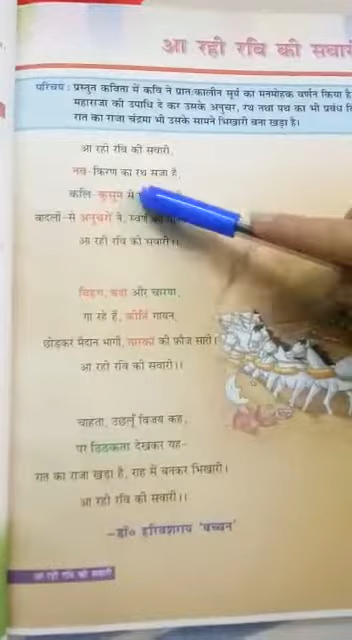 आ रही रवि की सवारी
परिचय : प्रस्तुत कविता में कवि ने प्रातःकालीन सूर्य का मनमोहक वर्णन किया है
महाराजा की उपाधि दे कर उसके अनुचर, रथ तथा पथ का भी प्रबंध
रात का राजा चंद्रमा भी उसके सामने भिखारी बना खड़ा है।
आ रही रवि की सवारी,
नव-किरण का रथ सजा है,
कलि-कुसुम से
बादलों-से अनुचरों ने, स्वर्ण की
आ रही रवि की सवारी।।
विहग, बंदी और चारण,
गा रहे हैं, कीर्ति गायन,
छोड़कर मैदान भागी, तारकों की फ़ौज सारी।
आ रही रवि की सवारी।।
चाहता, उछलूँ विजय कह,
पर ठिठकता देखकर यह-
रात का राजा खड़ा है, राह में बनकर भिखारी।
आ रही रवि की सवारी।।
-डॉ० हरिवंशराय 'बच्चन'
आ रही रवि की सवारी